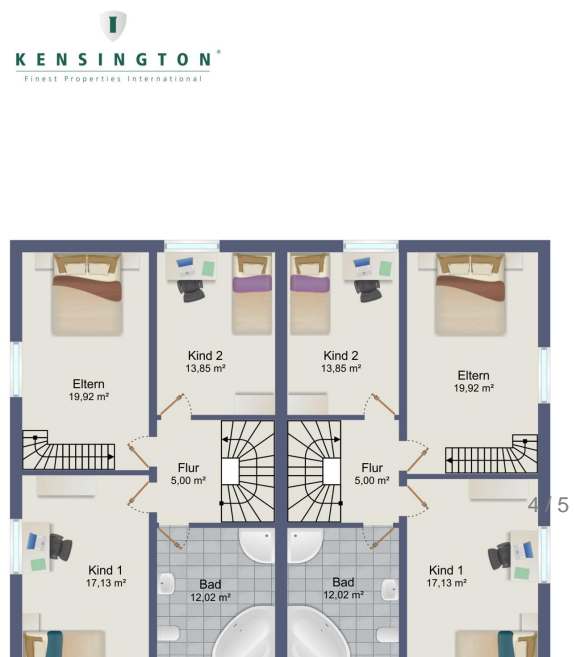 KENSINGTON®
Finest Properties International
Kind 2
13,85 m²
Kind 2
13,85 m²
Eltern
19,92 m²
Eltern
19,92 m²
Flur
5,00 m²
Flur
5,00 m²
4/5
Kind 1
17,13 m²
Bad
12,02 m²
Bad
12,02 m²
Kind 1
17,13 m²